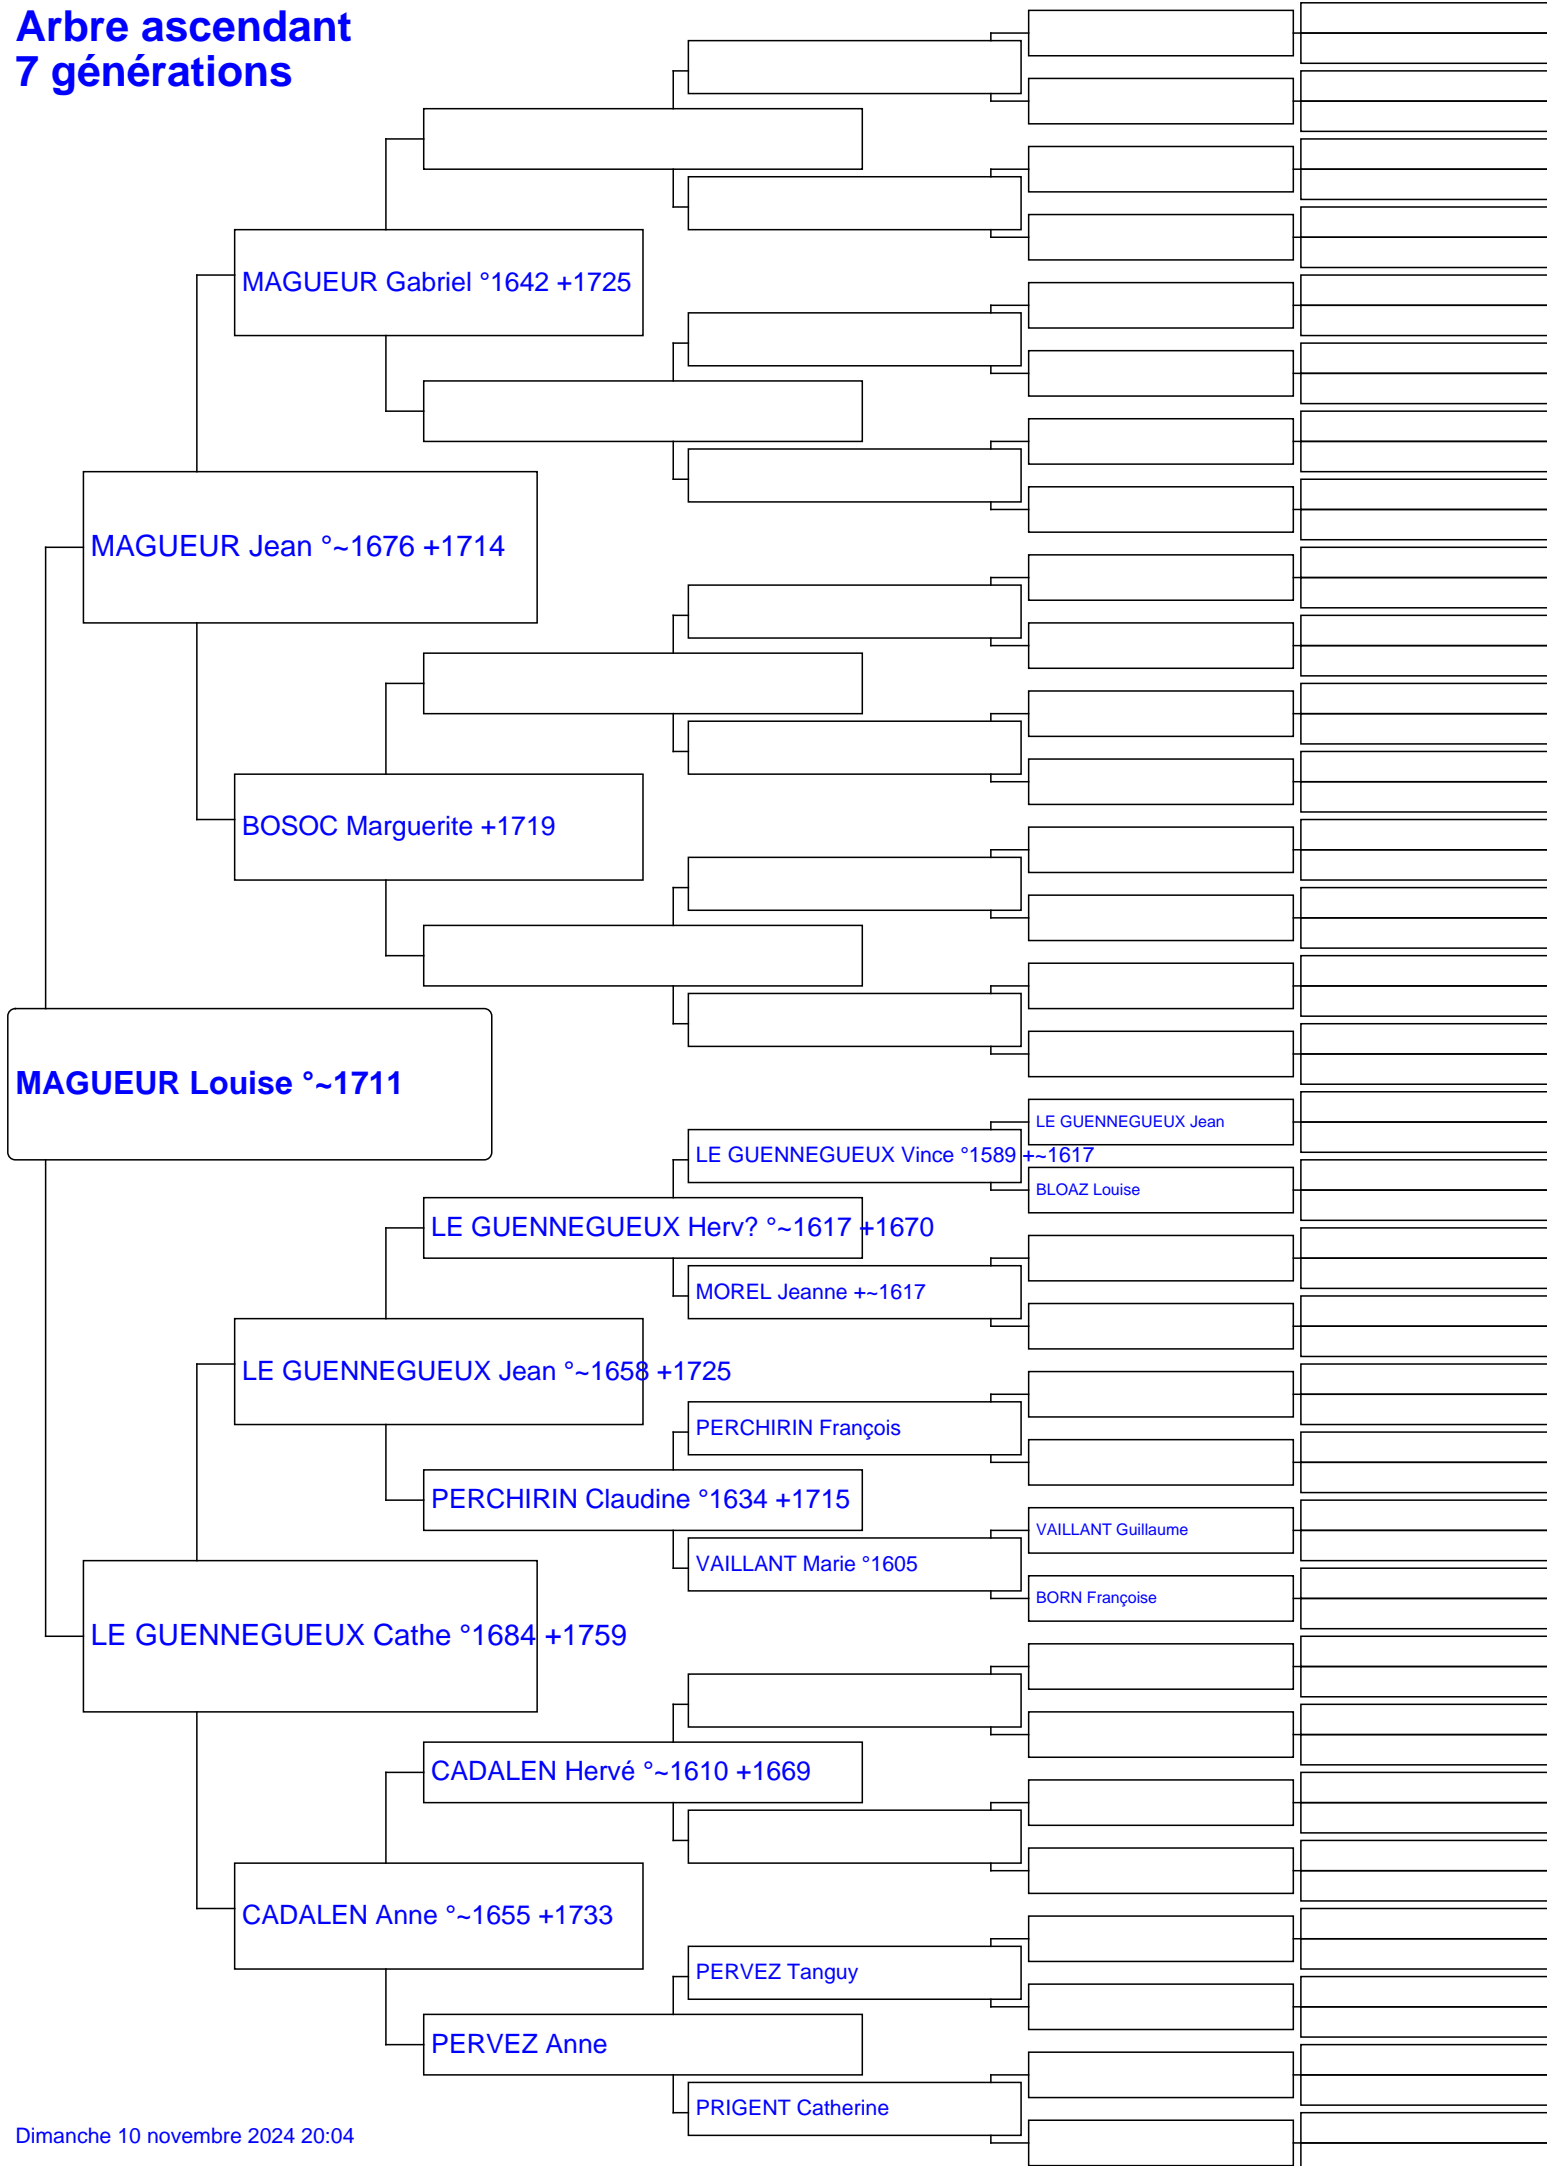 Arbre ascendant
7 générations
MAGUEUR Gabriel °1642 +1725
MAGUEUR Jean °~1676 +1714
BOSOC Marguerite +1719
MAGUEUR Louise °~1711
LE GUENNEGUEUX Jean
LE GUENNEGUEUX Vince °1589 +~1617
BLOAZ Louise
LE GUENNEGUEUX Herv? °~1617 +1670
MOREL Jeanne +~1617
LE GUENNEGUEUX Jean °~1658 +1725
PERCHIRIN François
PERCHIRIN Claudine °1634 +1715
VAILLANT Guillaume
VAILLANT Marie °1605
BORN Françoise
LE GUENNEGUEUX Cathe °1684 +1759
CADALEN Hervé °~1610 +1669
CADALEN Anne °~1655 +1733
PERVEZ Tanguy
PERVEZ Anne
PRIGENT Catherine
Dimanche 10 novembre 2024 20:04